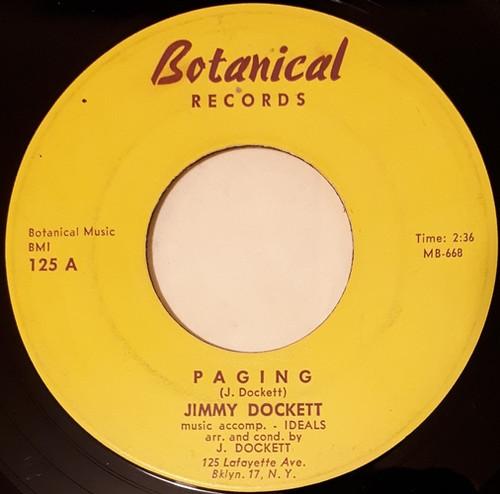 Botanical
RECORDS
Botanical Music
BMI
125 A
Time: 2:36
MB-668
PAGING
(J. Dockett)
JIMMY DOCKETT
music accomp. - IDEALS
arr. and cond. by
J. DOCKETT
125 Lafayette Ave.
Bklyn. 17, N. Y.